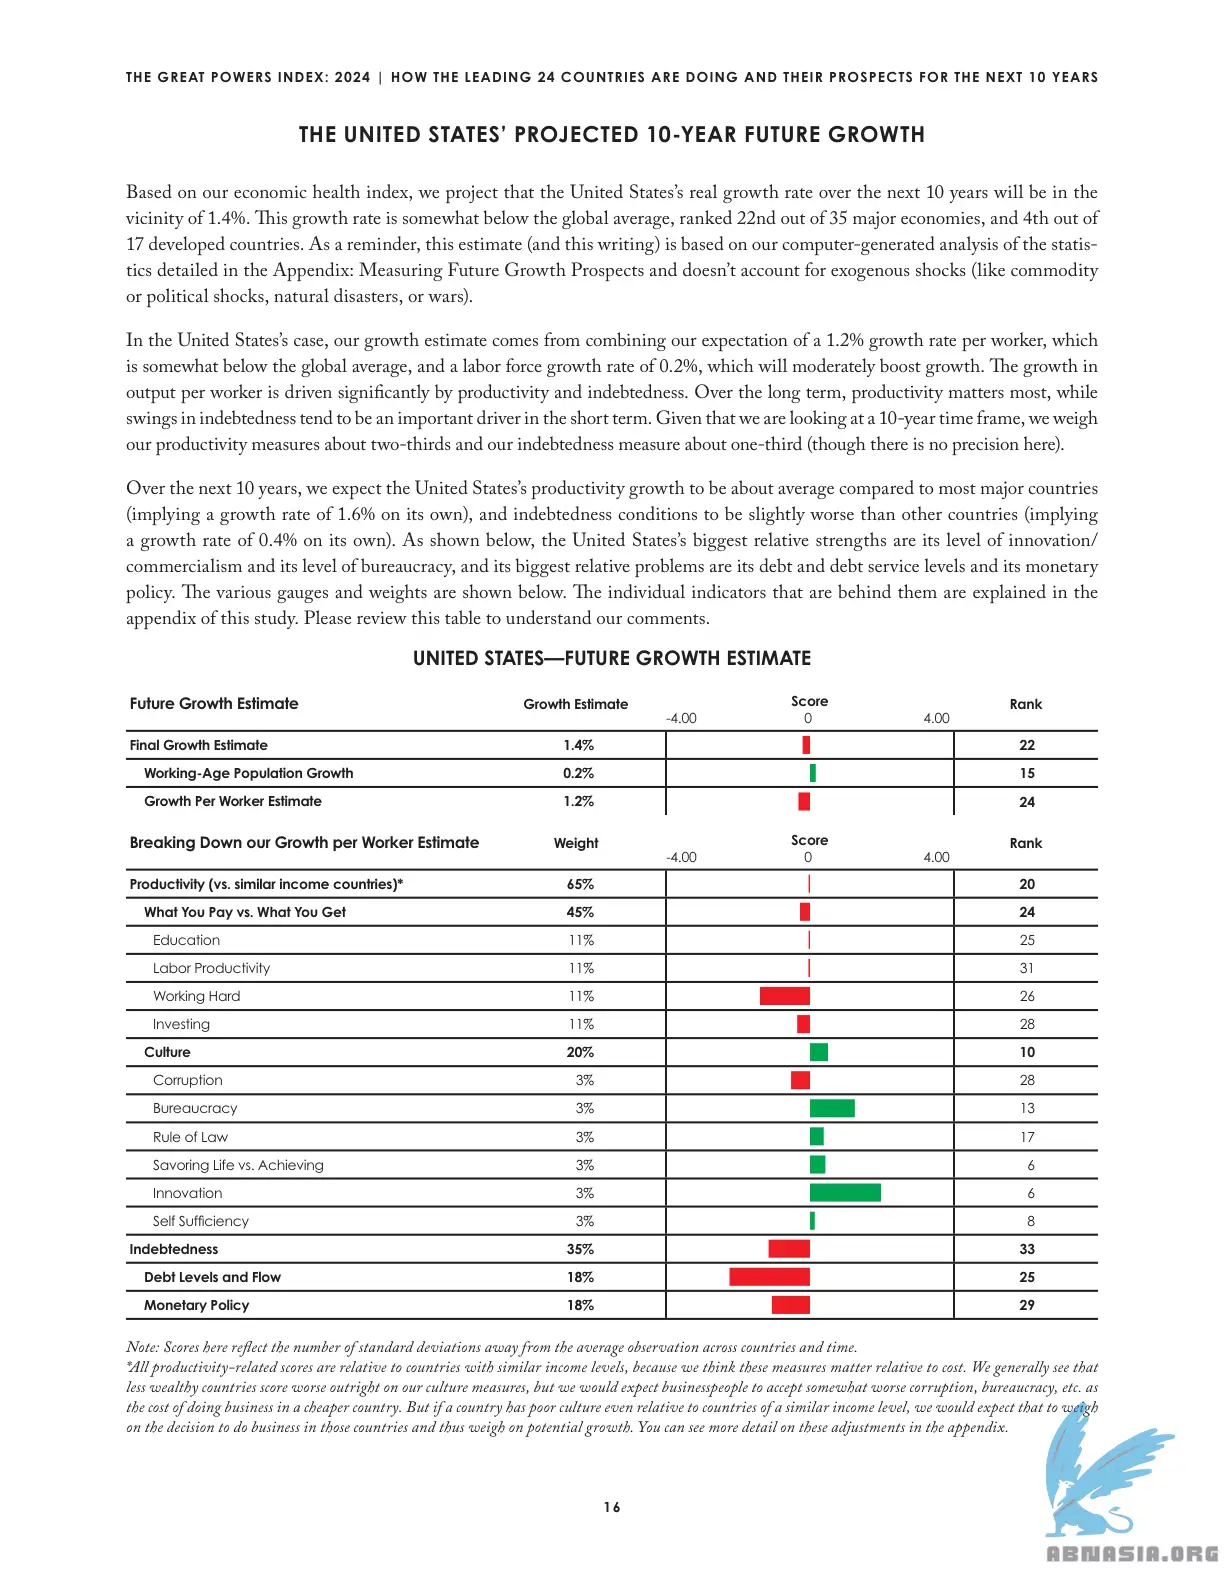 THE GREAT POWERS INDEX: 2024 | HOW THE LEADING 24 COUNTRIES ARE DOING AND THEIR PROSPECTS FOR THE NEXT 10 YEARS
THE UNITED STATES’ PROJECTED 10-YEAR FUTURE GROWTH
Based on our economic health index, we project that the United States’s real growth rate over the next 10 years will be in the
vicinity of 1.4%. This growth rate is somewhat below the global average, ranked 22nd out of 35 major economies, and 4th out of
17 developed countries. As a reminder, this estimate (and this writing) is based on our computer-generated analysis of the statis-
tics detailed in the Appendix: Measuring Future Growth Prospects and doesn’t account for exogenous shocks (like commodity
or political shocks, natural disasters, or wars).
In the United States’s case, our growth estimate comes from combining our expectation of a 1.2% growth rate per worker, which
is somewhat below the global average, and a labor force growth rate of 0.2%, which will moderately boost growth. The growth in
output per worker is driven significantly by productivity and indebtedness. Over the long term, productivity matters most, while
swings in indebtedness tend to be an important driver in the short term. Given that we are looking at a 10-year time frame, we weigh
our productivity measures about two-thirds and our indebtedness measure about one-third (though there is no precision here).
Over the next 10 years, we expect the United States’s productivity growth to be about average compared to most major countries
(implying a growth rate of 1.6% on its own), and indebtedness conditions to be slightly worse than other countries (implying
a growth rate of 0.4% on its own). As shown below, the United States’s biggest relative strengths are its level of innovation/
commercialism and its level of bureaucracy, and its biggest relative problems are its debt and debt service levels and its monetary
policy. The various gauges and weights are shown below. The individual indicators that are behind them are explained in the
appendix of this study. Please review this table to understand our comments.
UNITED STATES—FUTURE GROWTH ESTIMATE
Future Growth Estimate Growth Estimate Score Rank
-4.00 0 4.00
Final Growth Estimate 1.4% 22
Working-Age Population Growth 0.2% 15
Growth Per Worker Estimate 1.2% 24
Breaking Down our Growth per Worker Estimate Weight Score Rank
-4.00 0 4.00
Productivity (vs. similar income countries)* 65% 20
What You Pay vs. What You Get 45% 24
Education 11% 25
Labor Productivity 11% 31
Working Hard 11% 26
Investing 11% 28
Culture 20% 10
Corruption 3% 28
Bureaucracy 3% 13
Rule of Law 3% 17
Savoring Life vs. Achieving 3% 6
Innovation 3% 6
Self Sufficiency 3% 8
Indebtedness 35% 33
Debt Levels and Flow 18% 25
Monetary Policy 18% 29
Note: Scores here reflect the number of standard deviations away from the average observation across countries and time.
*All productivity-related scores are relative to countries with similar income levels, because we think these measures matter relative to cost. We generally see that
less wealthy countries score worse outright on our culture measures, but we would expect businesspeople to accept somewhat worse corruption, bureaucracy, etc. as
the cost of doing business in a cheaper country. But if a country has poor culture even relative to countries of a similar income level, we would expect that to weigh
on the decision to do business in those countries and thus weigh on potential growth. You can see more detail on these adjustments in the appendix.
16
ABNASIA.ORG